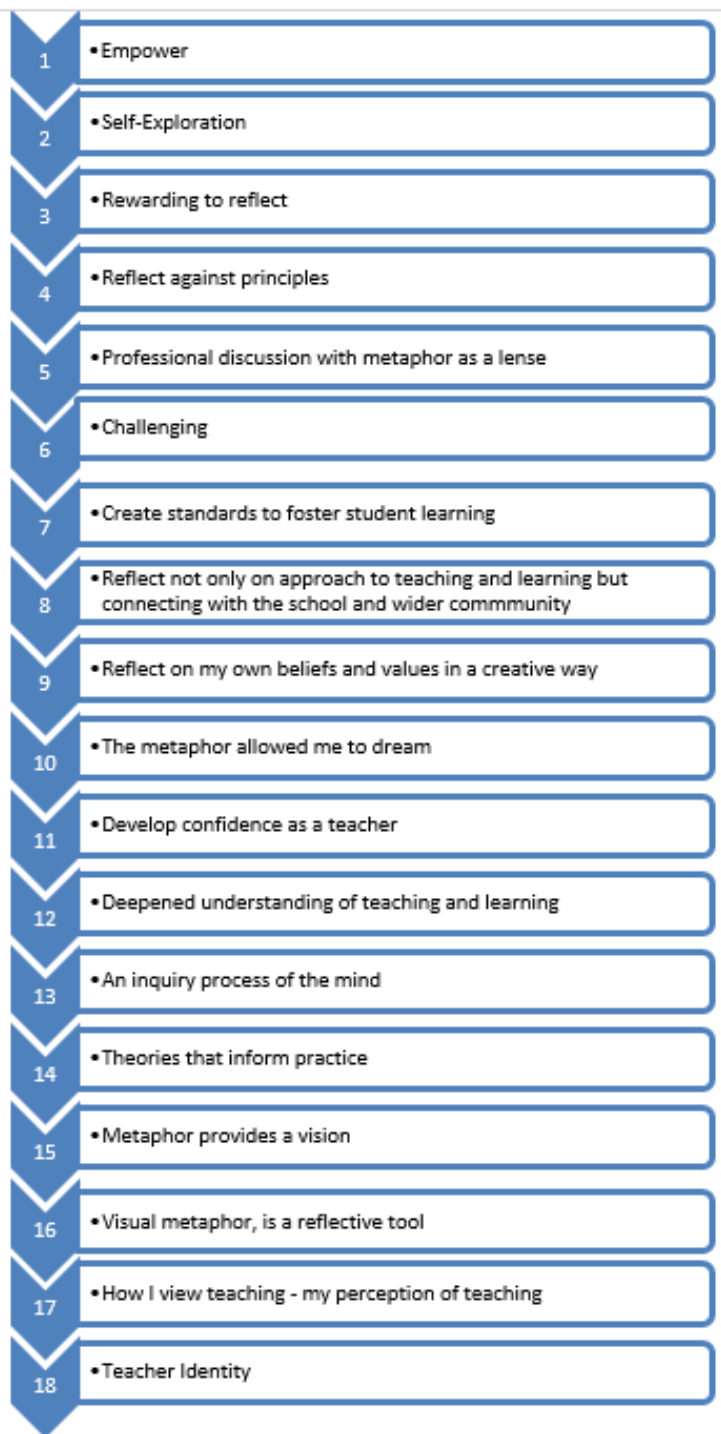 1
•Empower
2
•Self-Exploration
3
•Rewarding to reflect
4
•Reflect against principles
5
•Professional discussion with metaphor as a lense
6
•Challenging
7
•Create standards to foster student learning
8
•Reflect not only on approach to teaching and learning but
connecting with the school and wider commmunity
9
•Reflect on my own beliefs and values in a creative way
10
•The metaphor allowed me to dream
11
•Develop confidence as a teacher
12
•Deepened understanding of teaching and learning
13
•An inquiry process of the mind
14
•Theories that inform practice
15
•Metaphor provides a vision
16
•Visual metaphor, is a reflective tool
17
•How I view teaching - my perception of teaching
18
•Teacher Identity